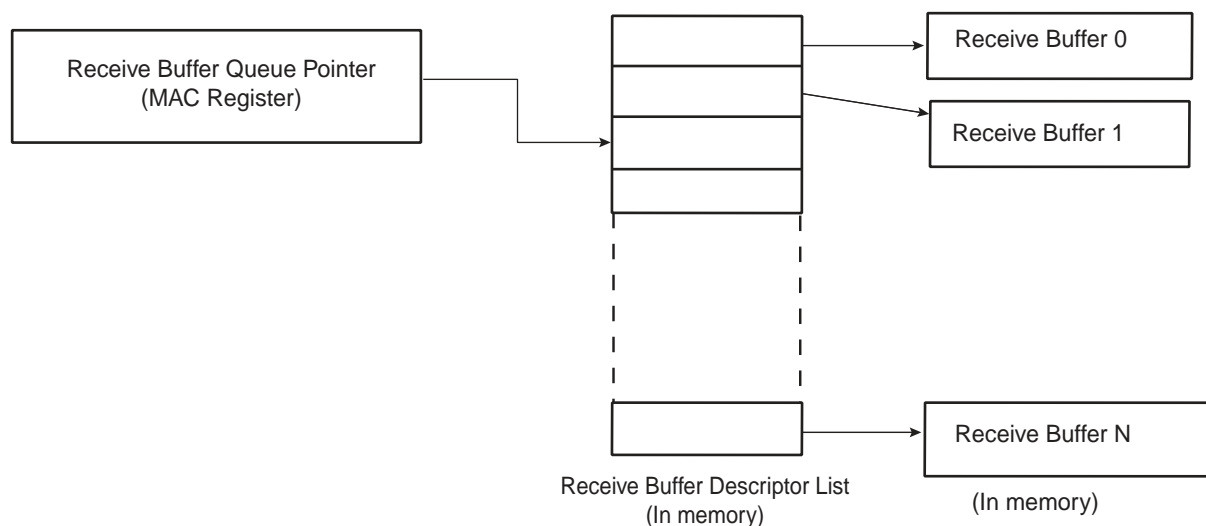 Receive Buffer Queue Pointer
(MAC Register)
Receive Buffer 0
Receive Buffer 1
Receive Buffer N
Receive Buffer Descriptor List
(In memory)
(In memory)